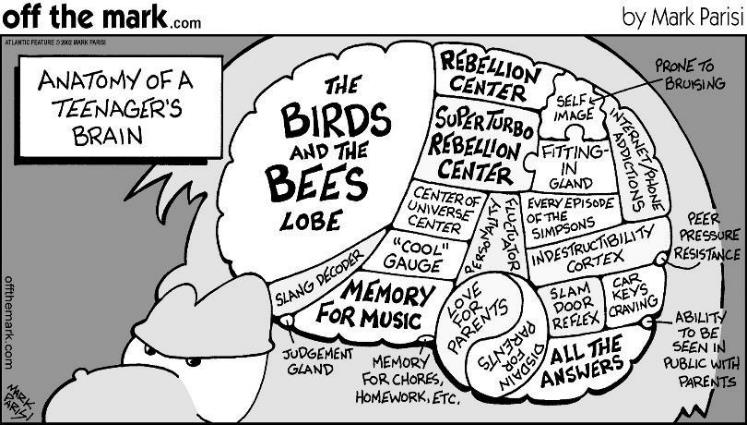 off the mark.com
by Mark Parisi
ATLANTIC FEATURE © 2002 MARK PARISI
ANATOMY OF A
TEENAGER'S
BRAIN
THE
BIRDS
AND THE
BEES
LOBE
REBELLION
CENTER
SUPER TURBO
REBELLION
CENTER
SELF
IMAGE
PRONE TO
BRUISING
FITTING-
IN
GLAND
INTERNET/PHONE
ADDICTIONS
CENTER OF
UNIVERSE
CENTER
PERSONALITY
FLUCTUATOR
EVERY EPISODE
OF THE
SIMPSONS
"COOL"
GAUGE
INDESTRUCTIBILITY
CORTEX
PEER
PRESSURE
RESISTANCE
SLANG DECODER
MEMORY
FOR MUSIC
LOVE
FOR
PARENTS
DISDAIN
FOR
PARENTS
SLAM
DOOR
REFLEX
CAR
KEYS
CRAVING
ALL THE
ANSWERS
JUDGEMENT
GLAND
MEMORY
FOR CHORES,
HOMEWORK, ETC.
ABILITY
TO BE
SEEN IN
PUBLIC WITH
PARENTS
offthemark.com
MARK
PARISI